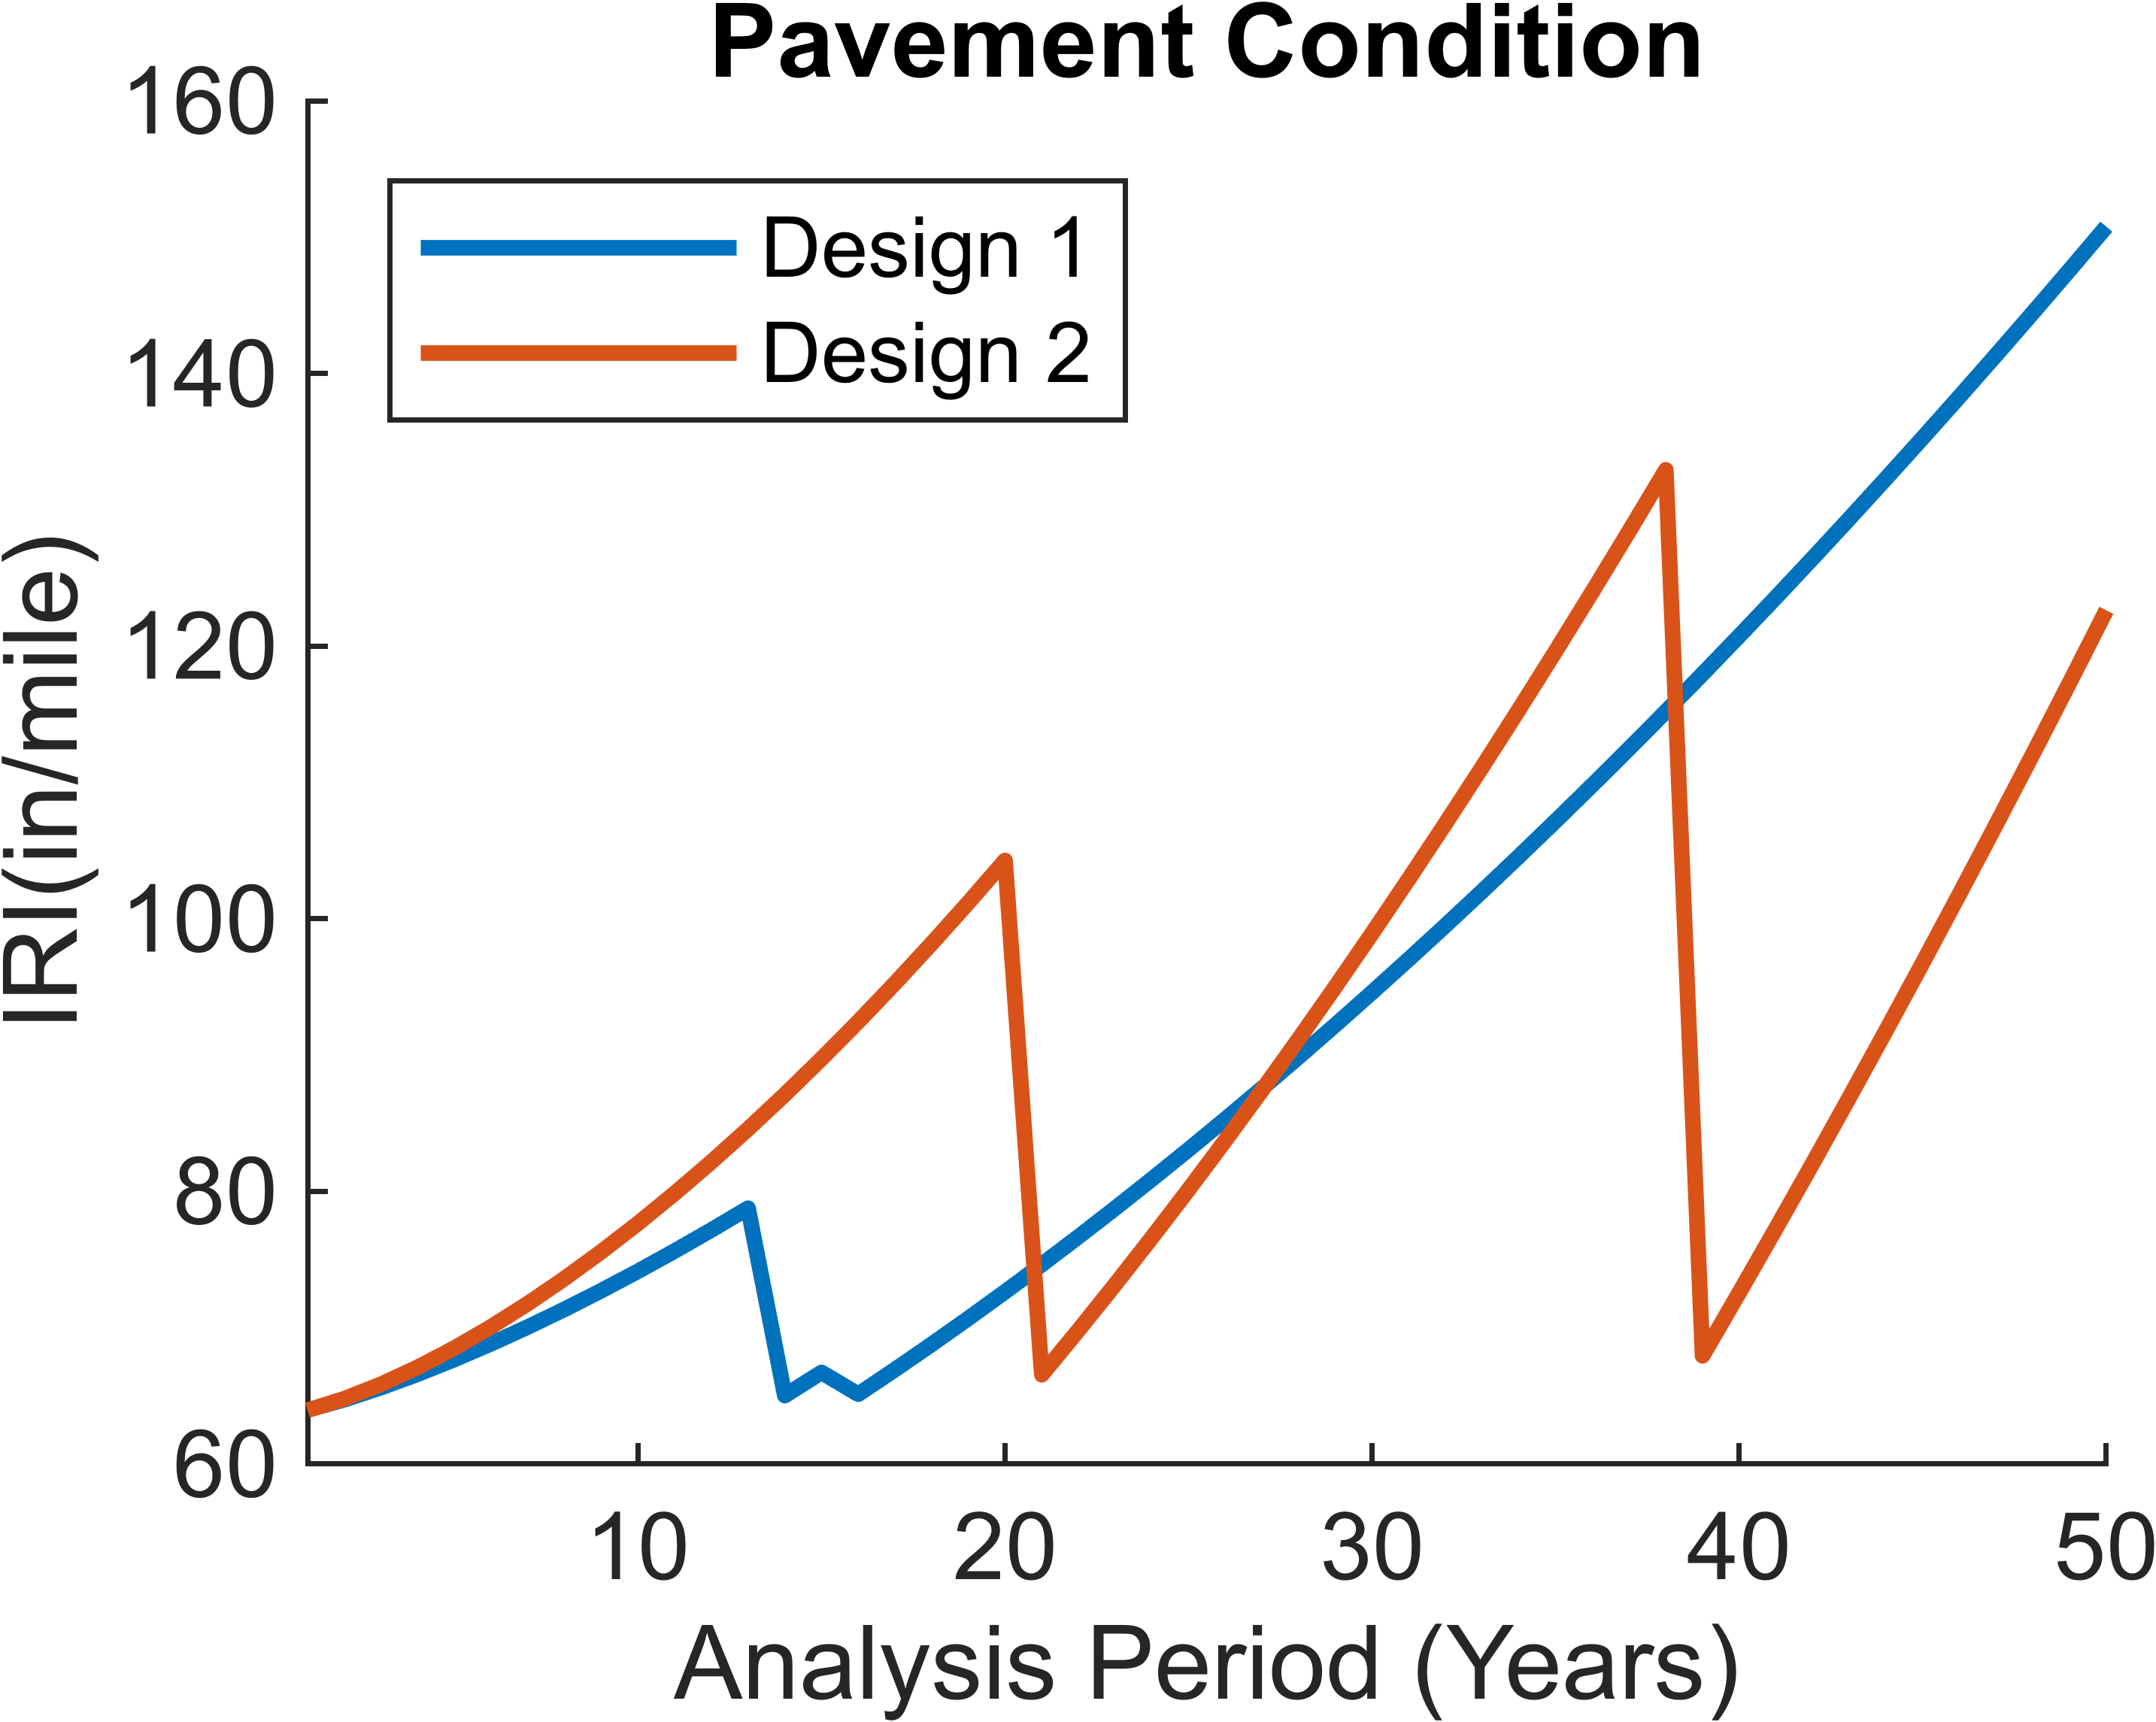 Pavement Condition
160
140
120
100
80
60
IRI(in/mile)
Design 1
Design 2
10 20 30 40 50
Analysis Period (Years)